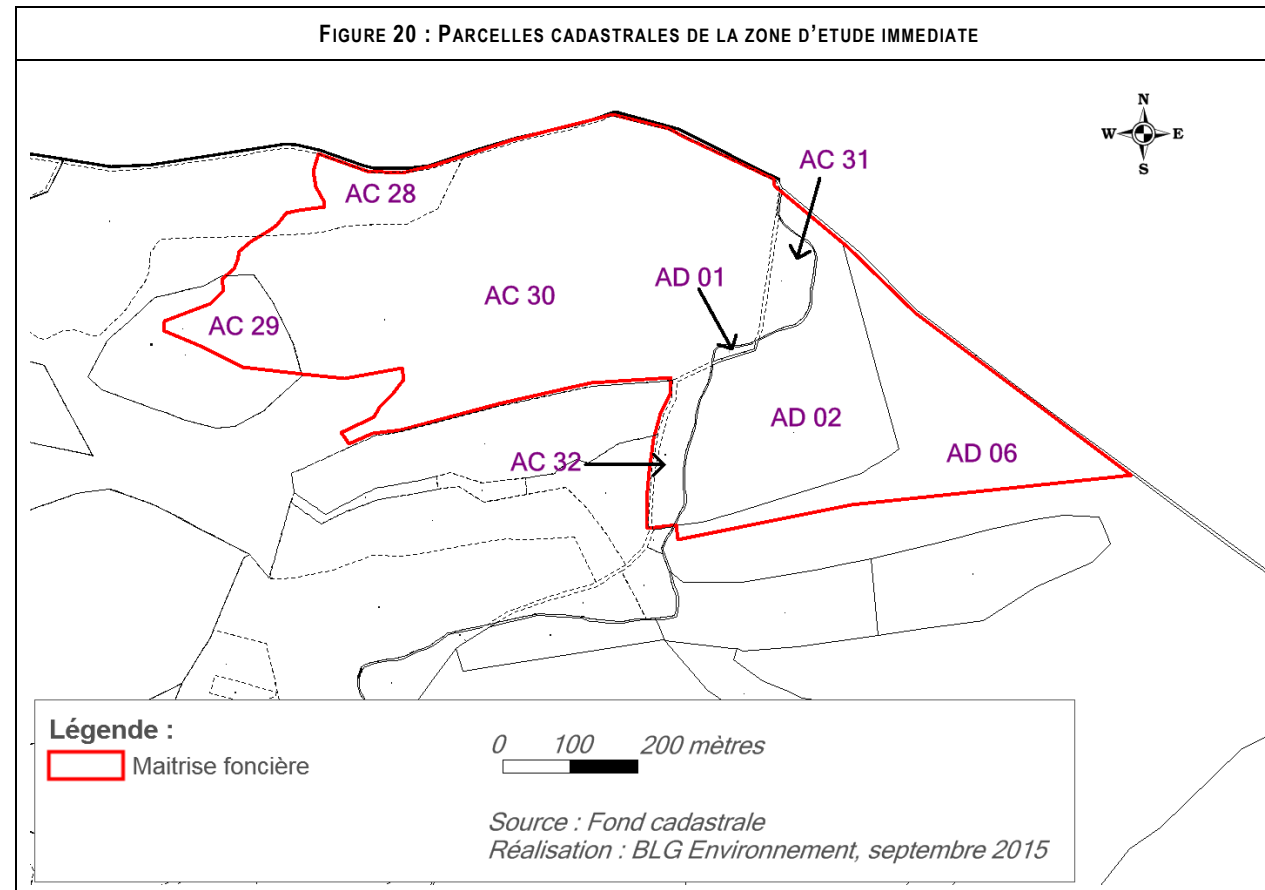 FIGURE 20 : PARCELLES CADASTRALES DE LA ZONE D'ETUDE IMMEDIATE
N
W E
S
AC 31
AC 28
AD 01
AC 30
AC 29
AD 02
AD 06
AC 32
Légende :
Maitrise foncière
0 100 200 mètres
Source : Fond cadastrale
Réalisation : BLG Environnement, septembre 2015